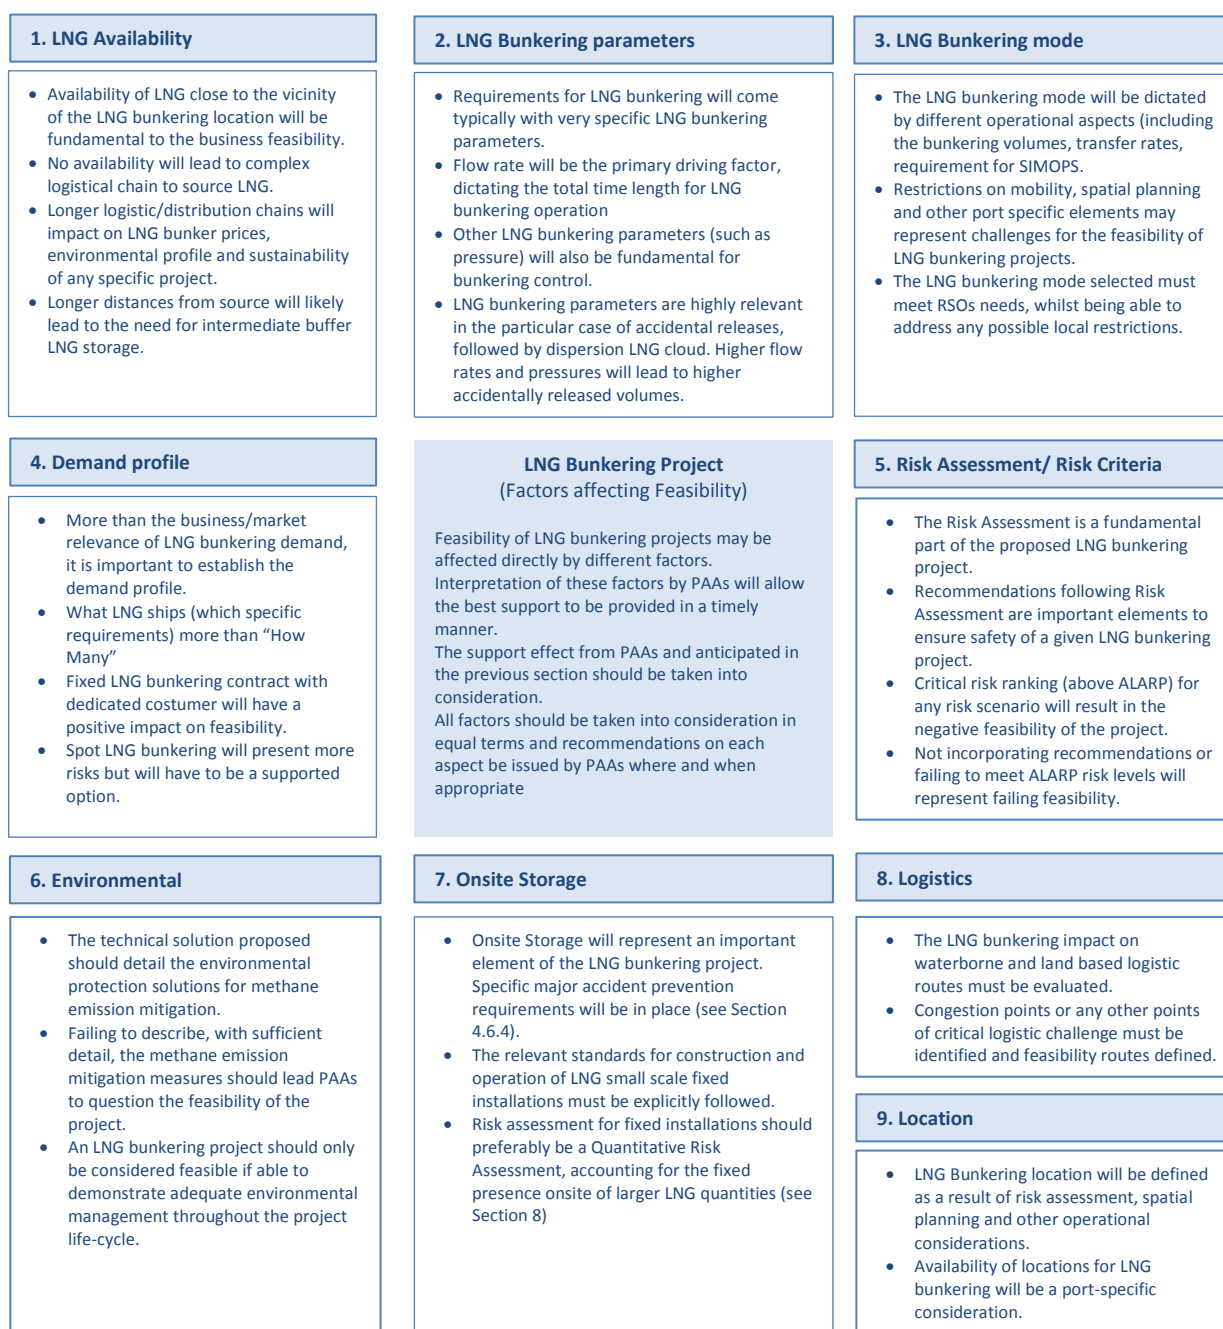 1. LNG Availability
• Availability of LNG close to the vicinity
of the LNG bunkering location will be
fundamental to the business feasibility.
• No availability will lead to complex
logistical chain to source LNG.
• Longer logistic/distribution chains will
impact on LNG bunker prices,
environmental profile and sustainability
of any specific project.
• Longer distances from source will likely
lead to the need for intermediate buffer
LNG storage.
2. LNG Bunkering parameters
• Requirements for LNG bunkering will come
typically with very specific LNG bunkering
parameters.
• Flow rate will be the primary driving factor,
dictating the total time length for LNG
bunkering operation
• Other LNG bunkering parameters (such as
pressure) will also be fundamental for
bunkering control.
• LNG bunkering parameters are highly relevant
in the particular case of accidental releases,
followed by dispersion LNG cloud. Higher flow
rates and pressures will lead to higher
accidentally released volumes.
3. LNG Bunkering mode
• The LNG bunkering mode will be dictated
by different operational aspects (including
the bunkering volumes, transfer rates,
requirement for SIMOPS.
• Restrictions on mobility, spatial planning
and other port specific elements may
represent challenges for the feasibility of
LNG bunkering projects.
• The LNG bunkering mode selected must
meet RSOs needs, whilst being able to
address any possible local restrictions.
4. Demand profile
• More than the business/market
relevance of LNG bunkering demand,
it is important to establish the
demand profile.
• What LNG ships (which specific
requirements) more than “How
Many”
• Fixed LNG bunkering contract with
dedicated costumer will have a
positive impact on feasibility.
• Spot LNG bunkering will present more
risks but will have to be a supported
option.
LNG Bunkering Project
(Factors affecting Feasibility)
Feasibility of LNG bunkering projects may be
affected directly by different factors.
Interpretation of these factors by PAAs will allow
the best support to be provided in a timely
manner.
The support effect from PAAs and anticipated in
the previous section should be taken into
consideration.
All factors should be taken into consideration in
equal terms and recommendations on each
aspect be issued by PAAs where and when
appropriate
5. Risk Assessment/ Risk Criteria
• The Risk Assessment is a fundamental
part of the proposed LNG bunkering
project.
• Recommendations following Risk
Assessment are important elements to
ensure safety of a given LNG bunkering
project.
• Critical risk ranking (above ALARP) for
any risk scenario will result in the
negative feasibility of the project.
• Not incorporating recommendations or
failing to meet ALARP risk levels will
represent failing feasibility.
6. Environmental
• The technical solution proposed
should detail the environmental
protection solutions for methane
emission mitigation.
• Failing to describe, with sufficient
detail, the methane emission
mitigation measures should lead PAAs
to question the feasibility of the
project.
• An LNG bunkering project should only
be considered feasible if able to
demonstrate adequate environmental
management throughout the project
life-cycle.
7. Onsite Storage
• Onsite Storage will represent an important
element of the LNG bunkering project.
Specific major accident prevention
requirements will be in place (see Section
4.6.4).
• The relevant standards for construction and
operation of LNG small scale fixed
installations must be explicitly followed.
• Risk assessment for fixed installations should
preferably be a Quantitative Risk
Assessment, accounting for the fixed
presence onsite of larger LNG quantities (see
Section 8)
8. Logistics
• The LNG bunkering impact on
waterborne and land based logistic
routes must be evaluated.
• Congestion points or any other points
of critical logistic challenge must be
identified and feasibility routes defined.
9. Location
• LNG Bunkering location will be defined
as a result of risk assessment, spatial
planning and other operational
considerations.
• Availability of locations for LNG
bunkering will be a port-specific
consideration.